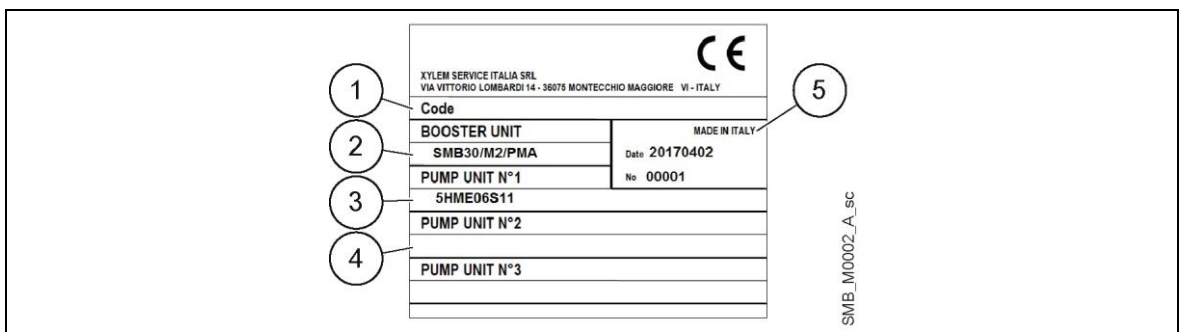 CE
XYLEM SERVICE ITALIA SRL
VIA VITTORIO LOMBARDI 14 - 36075 MONTECCHIO MAGGIORE VI - ITALY
1
Code
5
BOOSTER UNIT
MADE IN ITALY
2
SMB30/M2/PMA
Date 20170402
PUMP UNIT N°1
No 00001
3
5HME06S11
PUMP UNIT N°2
4
PUMP UNIT N°3
SMB_M0002_A_sc